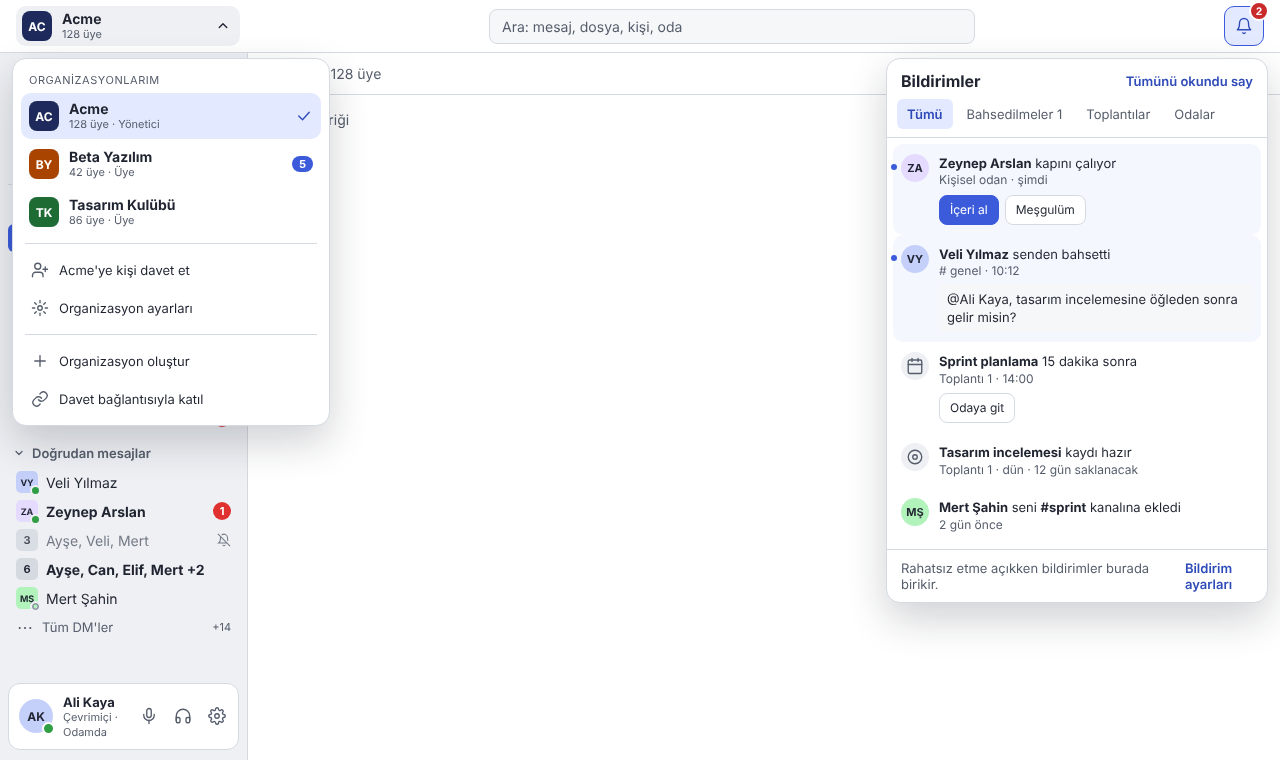 AC
Acme
128 üye
Ara: mesaj, dosya, kişi, oda
2
128 üye
ORGANİZASYONLARIM
AC
Acme
128 üye · Yönetici
BY
Beta Yazılım
42 üye · Üye
5
TK
Tasarım Kulübü
86 üye · Üye
Acme'ye kişi davet et
Organizasyon ayarları
Organizasyon oluştur
Davet bağlantısıyla katıl
Doğrudan mesajlar
VY
Veli Yılmaz
ZA
Zeynep Arslan
1
3
Ayşe, Veli, Mert
6
Ayşe, Can, Elif, Mert +2
MŞ
Mert Şahin
Tüm DM'ler
+14
AK
Ali Kaya
Çevrimiçi ·
Odamda
Bildirimler
Tümünü okundu say
Tümü
Bahsedilmeler 1
Toplantılar
Odalar
ZA
Zeynep Arslan kapını çalıyor
Kişisel odan · şimdi
İçeri al
Meşgulüm
VY
Veli Yılmaz senden bahsetti
# genel · 10:12
@Ali Kaya, tasarım incelemesine öğleden sonra
gelir misin?
Sprint planlama 15 dakika sonra
Toplantı 1 · 14:00
Odaya git
Tasarım incelemesi kaydı hazır
Toplantı 1 · dün · 12 gün saklanacak
MŞ
Mert Şahin seni #sprint kanalına ekledi
2 gün önce
Rahatsız etme açıkken bildirimler burada
birikir.
Bildirim
ayarları